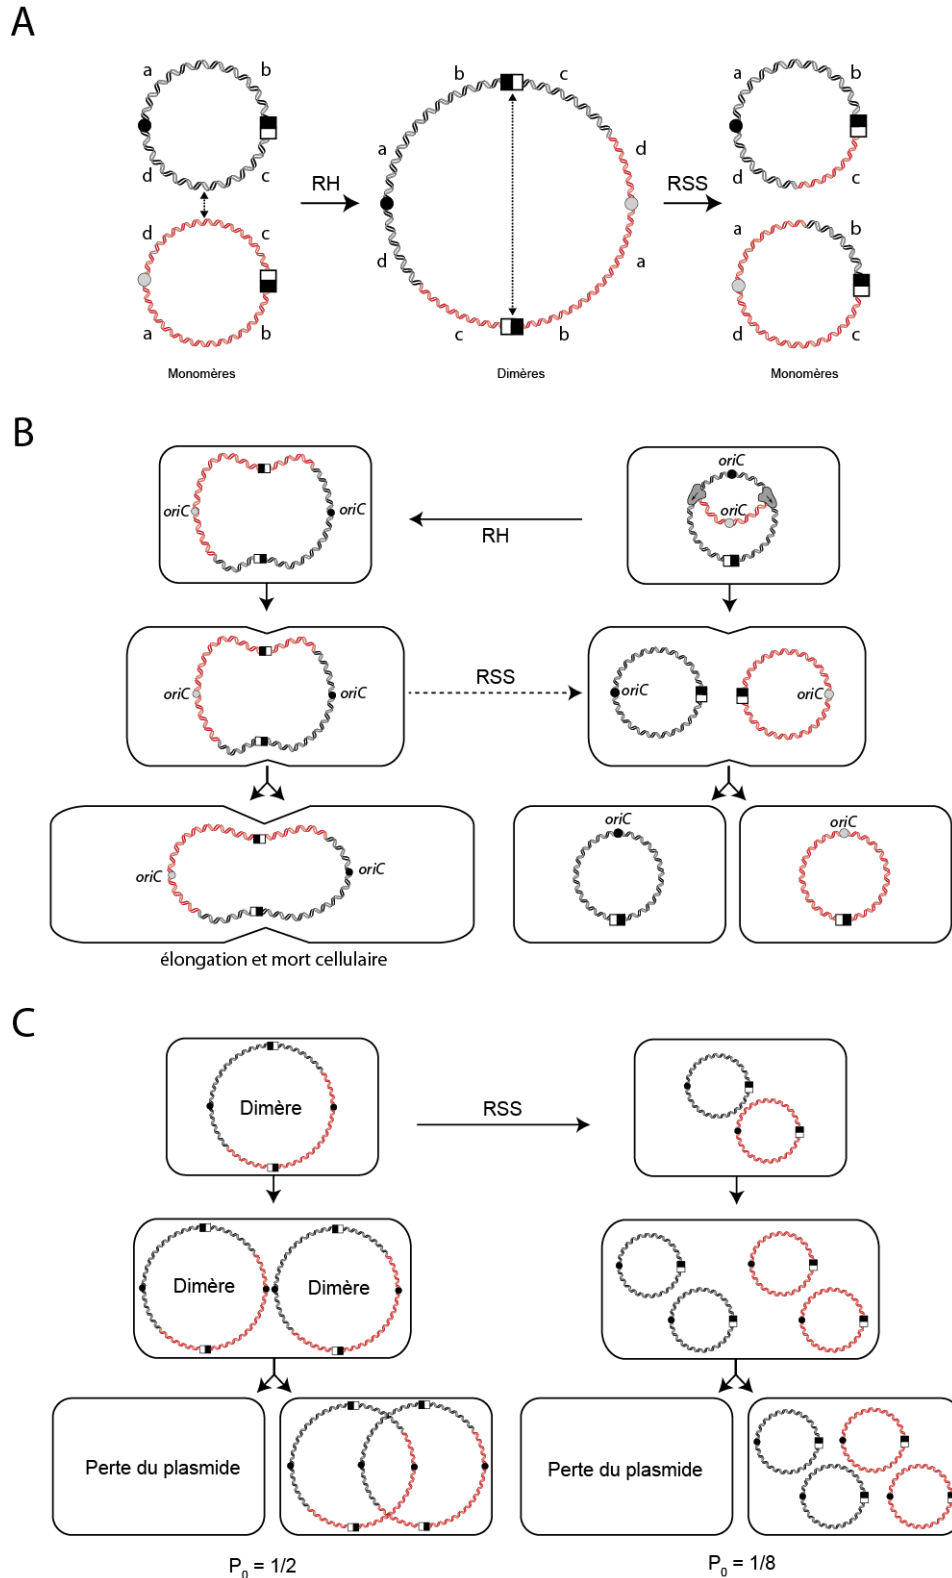 A
a b b c a b
a d
RH RSS
d c d c
d c a d a b
a b c b d c
Monomères Dimères Monomères
B
oriC
oriC oriC oriC
RH
oriC oriC RSS oriC oriC
oriC
oriC oriC
élongation et mort cellulaire
C
Dimère RSS
Dimère Dimère
Perte du plasmide Perte du plasmide
P0 = 1/2 P0 = 1/8